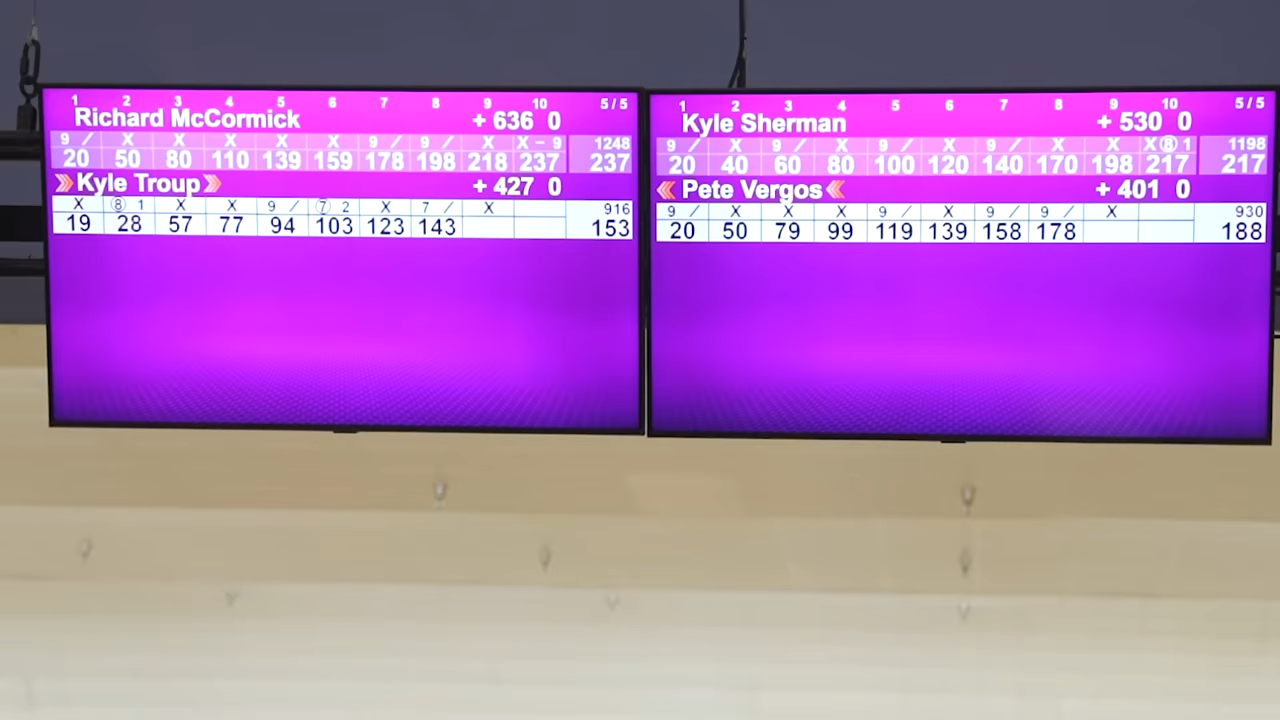 1 2 3 4 5 6 7 8 9 10 5/5
Richard McCormick +636 0
9 / X X X X X 9 / 9 / X X - 9 1248
20 50 80 110 139 159 178 198 218 237 237
Kyle Troup +427 0
X ⑧ 1 X X 9 / ⑦ 2 X 7 / X 916
19 28 57 77 94 103 123 143 153
1 2 3 4 5 6 7 8 9 10 5/5
Kyle Sherman +530 0
9 / 9 / 9 / 9 / 9 / 9 / 9 / X X X ⑧ 1 1198
20 40 60 80 100 120 140 170 198 217 217
Pete Vergos +401 0
9 / X X X 9 / X 9 / 9 / X 930
20 50 79 99 119 139 158 178 188